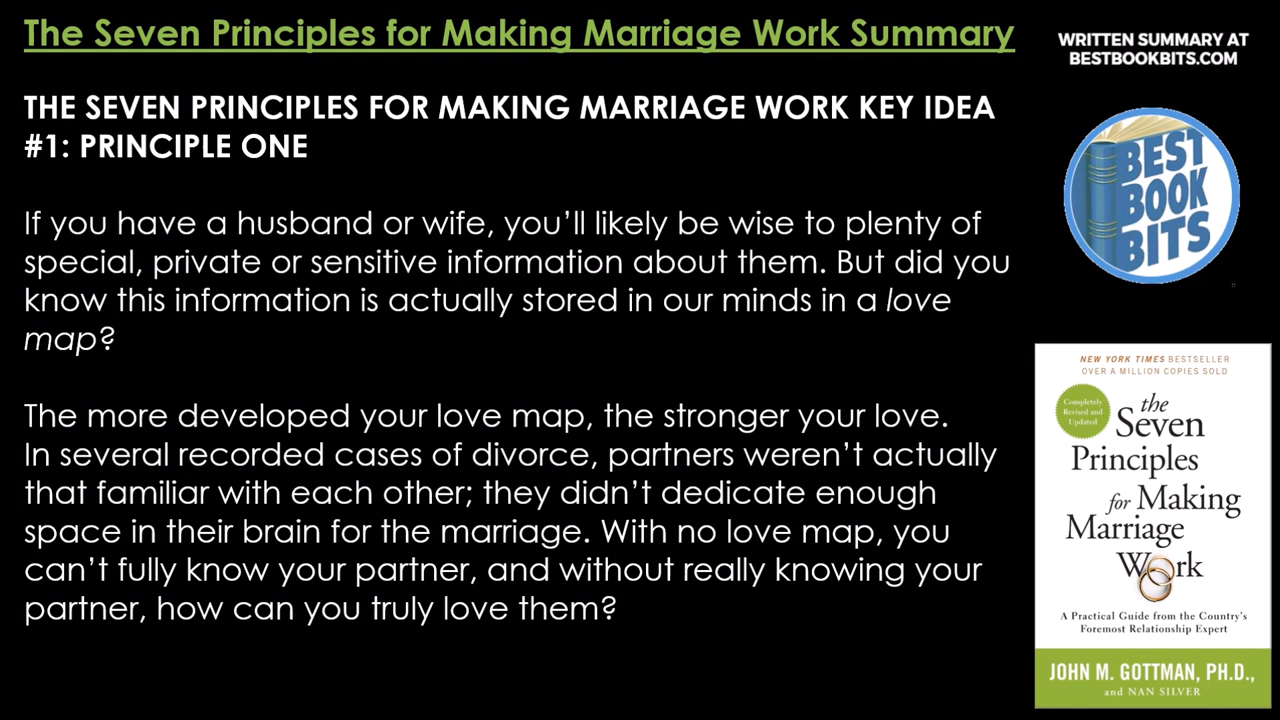 The Seven Principles for Making Marriage Work Summary
WRITTEN SUMMARY AT
BESTBOOKBITS.COM
THE SEVEN PRINCIPLES FOR MAKING MARRIAGE WORK KEY IDEA
#1: PRINCIPLE ONE
If you have a husband or wife, you’ll likely be wise to plenty of
special, private or sensitive information about them. But did you
know this information is actually stored in our minds in a love
map?
The more developed your love map, the stronger your love.
In several recorded cases of divorce, partners weren’t actually
that familiar with each other; they didn’t dedicate enough
space in their brain for the marriage. With no love map, you
can’t fully know your partner, and without really knowing your
partner, how can you truly love them?
BEST
BOOK
BITS
NEW YORK TIMES BESTSELLER
OVER A MILLION COPIES SOLD
Completely
Revised and
Updated
the
Seven
Principles
for Making
Marriage
Work
A Practical Guide from the Country's
Foremost Relationship Expert
JOHN M. GOTTMAN, PH.D.,
and NAN SILVER